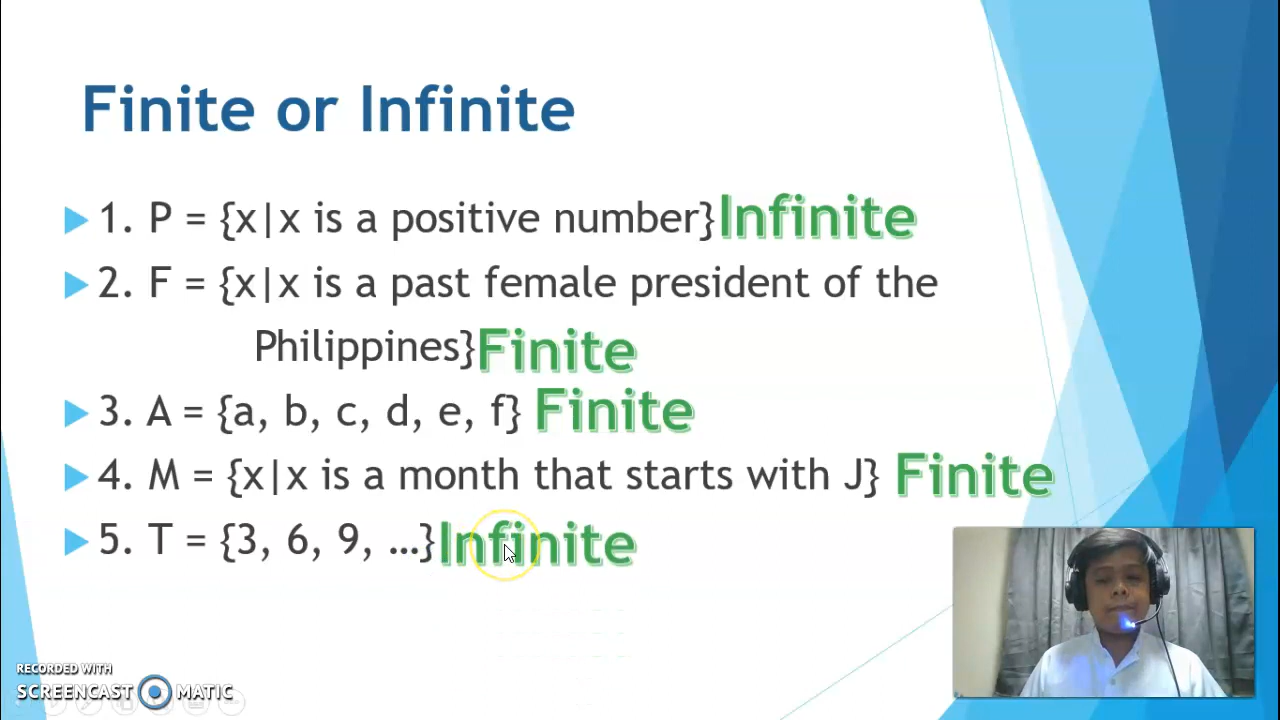 Finite or Infinite
1. P = {x|x is a positive number}Infinite
2. F = {x|x is a past female president of the
Philippines}Finite
3. A = {a, b, c, d, e, f} Finite
4. M = {x|x is a month that starts with J} Finite
5. T = {3, 6, 9, …}Infinite
RECORDED WITH
SCREENCAST MATIC